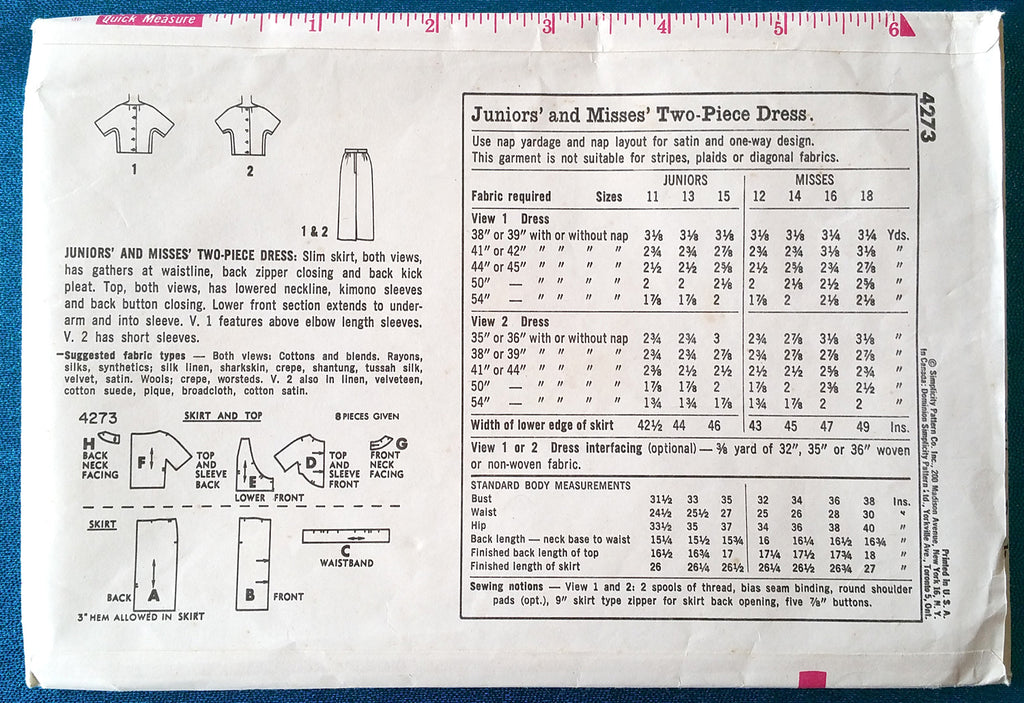 Quick Measure 1 2 3 4 5 6
1
2
1 & 2
JUNIORS' AND MISSES' TWO-PIECE DRESS: Slim skirt, both views,
has gathers at waistline, back zipper closing and back kick
pleat. Top, both views, has lowered neckline, kimono sleeves
and back button closing. Lower front section extends to under-
arm and into sleeve. V. 1 features above elbow length sleeves.
V. 2 has short sleeves.
Suggested fabric types — Both views: Cottons and blends. Rayons,
silks, synthetics; silk linen, sharkskin, crepe, shantung, tussah silk,
velvet, satin. Wools; crepe, worsteds. V. 2 also in linen, velveteen,
cotton suede, pique, broadcloth, cotton satin.
4273 SKIRT AND TOP 8 PIECES GIVEN
H
BACK
NECK
FACING
F
TOP
AND
SLEEVE
BACK
E
LOWER FRONT
D
TOP
AND
SLEEVE
FRONT
G
FRONT
NECK
FACING
SKIRT
BACK A
B FRONT
C
WAISTBAND
3" HEM ALLOWED IN SKIRT
Juniors' and Misses' Two-Piece Dress.
Use nap yardage and nap layout for satin and one-way design.
This garment is not suitable for stripes, plaids or diagonal fabrics.
JUNIORS MISSES
Fabric required Sizes 11 13 15 12 14 16 18
View 1 Dress
38" or 39" with or without nap 3⅛ 3⅛ 3⅛ 3⅛ 3⅛ 3¼ 3¼ Yds.
41" or 42" " " " " 2¾ 2¾ 2⅞ 2¾ 2¾ 3⅛ 3⅛ "
44" or 45" " " " " 2½ 2½ 2⅝ 2½ 2⅝ 2¾ 2⅞ "
50" — " " " " 2 2 2⅛ 2 2⅛ 2½ 2⅝ "
54" — " " " " 1⅞ 1⅞ 2 1⅞ 2 2⅛ 2⅛ "
View 2 Dress
35" or 36" with or without nap 2¾ 2¾ 3 2¾ 2⅞ 3⅛ 3⅛ "
38" or 39" " " " " 2¾ 2¾ 2⅞ 2¾ 2⅞ 2⅞ 2⅞ "
41" or 44" " " " " 2⅜ 2½ 2½ 2½ 2½ 2⅝ 2¾ "
50" — " " " " 1⅞ 1⅞ 2 1⅞ 2 2⅜ 2½ "
54" — " " " " 1¾ 1¾ 1⅞ 1¾ 1⅞ 2 2 "
Width of lower edge of skirt 42½ 44 46 43 45 47 49 Ins.
View 1 or 2 Dress interfacing (optional) — ⅜ yard of 32", 35" or 36" woven
or non-woven fabric.
STANDARD BODY MEASUREMENTS
Bust 31½ 33 35 32 34 36 38 Ins.
Waist 24½ 25½ 27 25 26 28 30 "
Hip 33½ 35 37 34 36 38 40 "
Back length — neck base to waist 15¼ 15½ 15¾ 16 16¼ 16½ 16¾ "
Finished back length of top 16½ 16¾ 17 17¼ 17½ 17¾ 18 "
Finished length of skirt 26 26¼ 26½ 26¼ 26½ 26¾ 27 "
Sewing notions — View 1 and 2: 2 spools of thread, bias seam binding, round shoulder
pads (opt.), 9" skirt type zipper for skirt back opening, five ⅞" buttons.
4273
© Simplicity Pattern Co. Inc., 200 Madison Avenue, New York 16, N. Y.
In Canada: Dominion Simplicity Pattern Ltd., Yorkville Ave., Toronto 5, Ont.
Printed in U. S. A.